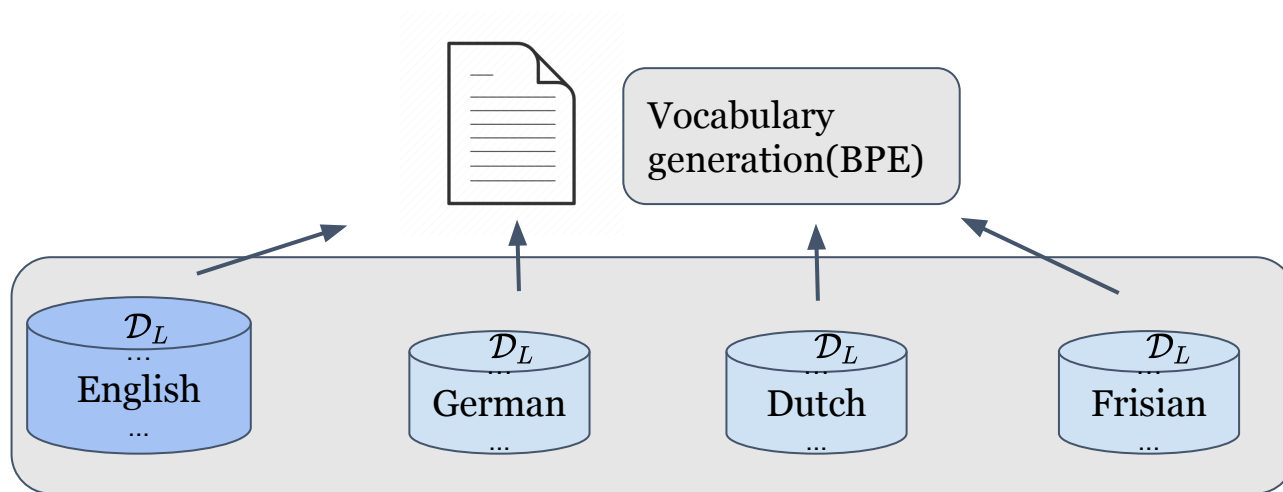 Vocabulary
generation(BPE)
𝒟_L
...
English
...
𝒟_L
...
German
...
𝒟_L
...
Dutch
...
𝒟_L
...
Frisian
...